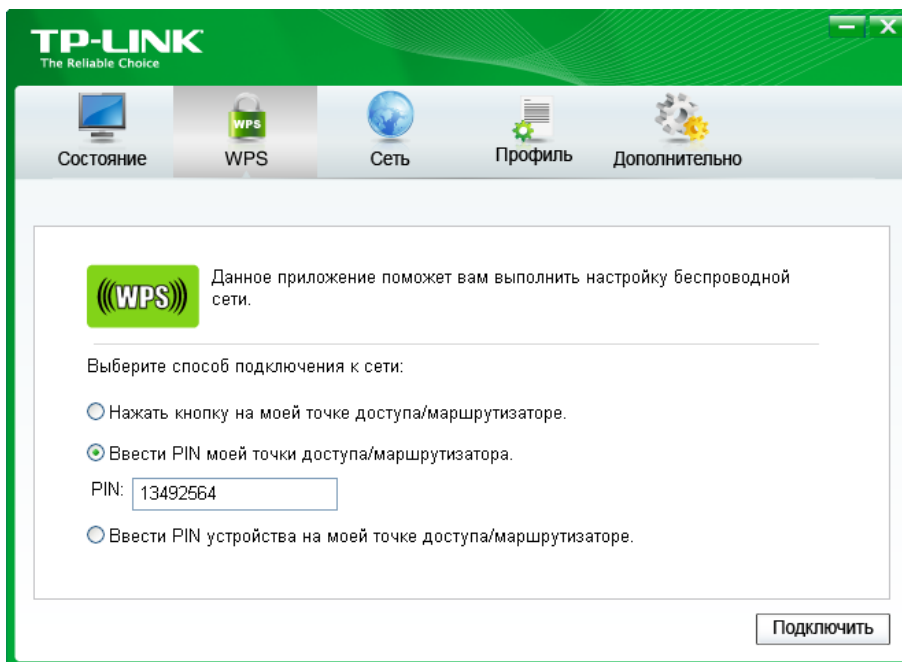 TP-LINK
The Reliable Choice
WPS
Состояние
WPS
Сеть
Профиль
Дополнительно
(((WPS)))
Данное приложение поможет вам выполнить настройку беспроводной
сети.
Выберите способ подключения к сети:
Нажать кнопку на моей точке доступа/маршрутизаторе.
Ввести PIN моей точки доступа/маршрутизатора.
PIN: 13492564
Ввести PIN устройства на моей точке доступа/маршрутизаторе.
Подключить